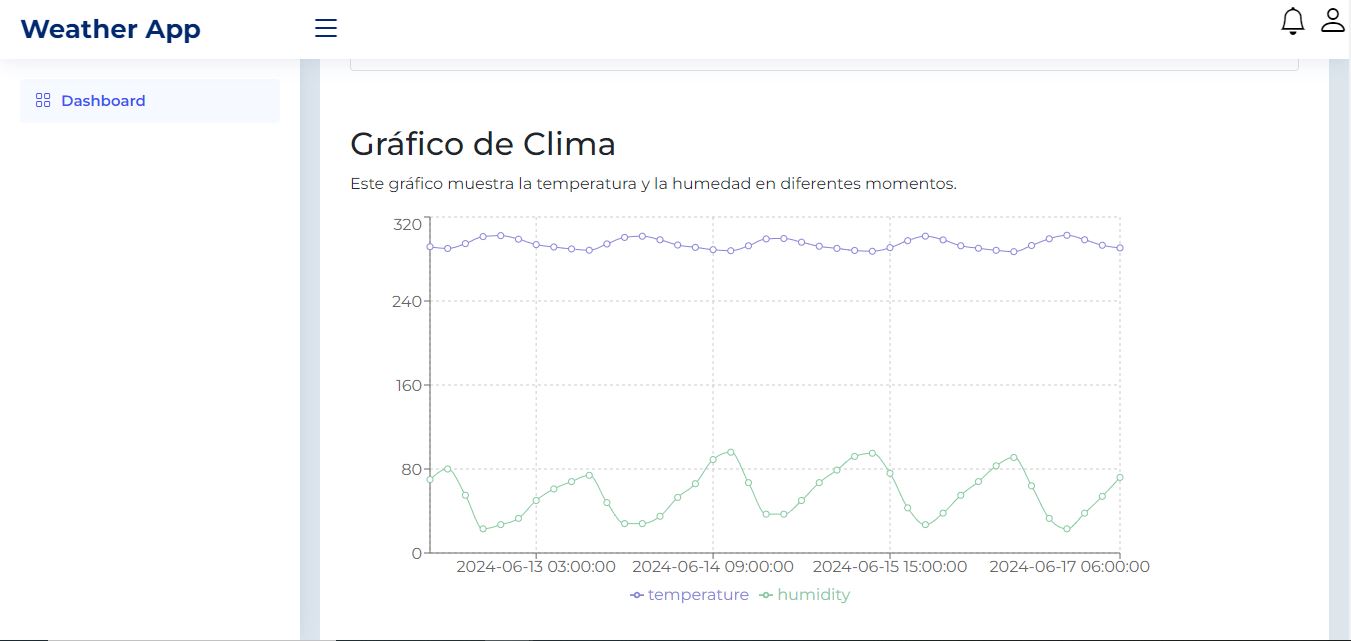 Weather App
Dashboard
Gráfico de Clima
Este gráfico muestra la temperatura y la humedad en diferentes momentos.
320
240
160
80
0
2024-06-13 03:00:00 2024-06-14 09:00:00 2024-06-15 15:00:00 2024-06-17 06:00:00
temperature humidity